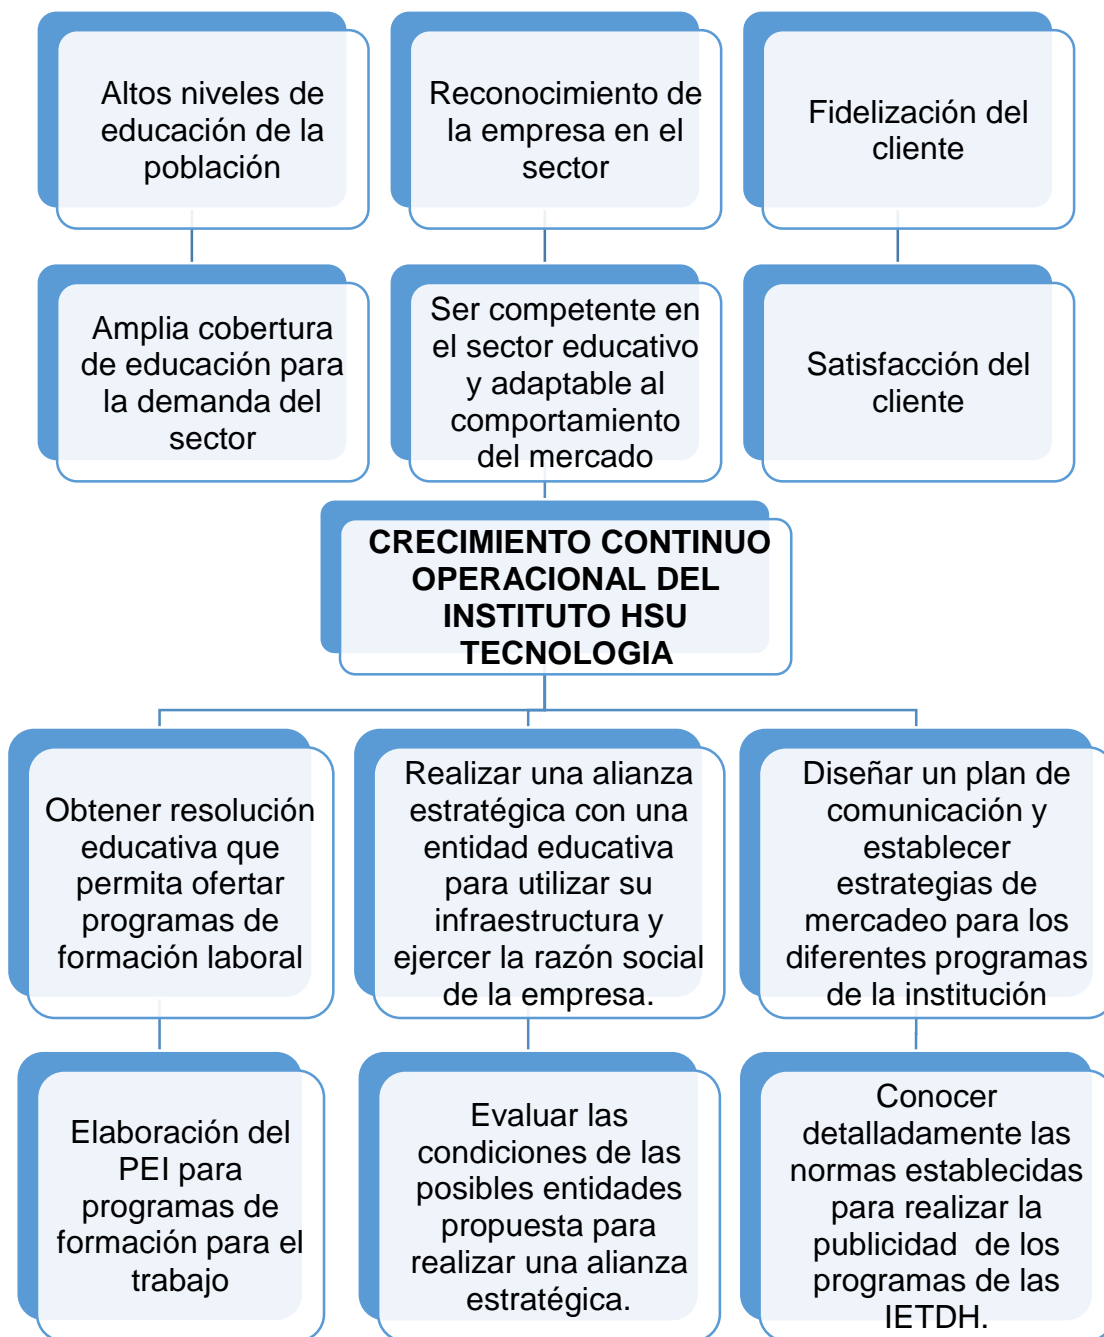 Altos niveles de
educación de la
población
Reconocimiento de
la empresa en el
sector
Fidelización del
cliente
Amplia cobertura
de educación para
la demanda del
sector
Ser competente en
el sector educativo
y adaptable al
comportamiento
del mercado
Satisfacción del
cliente
CRECIMIENTO CONTINUO
OPERACIONAL DEL
INSTITUTO HSU
TECNOLOGIA
Obtener resolución
educativa que
permita ofertar
programas de
formación laboral
Realizar una alianza
estratégica con una
entidad educativa
para utilizar su
infraestructura y
ejercer la razón social
de la empresa.
Diseñar un plan de
comunicación y
establecer
estrategias de
mercadeo para los
diferentes programas
de la institución
Elaboración del
PEI para
programas de
formación para el
trabajo
Evaluar las
condiciones de las
posibles entidades
propuesta para
realizar una alianza
estratégica.
Conocer
detalladamente las
normas establecidas
para realizar la
publicidad  de los
programas de las
IETDH.